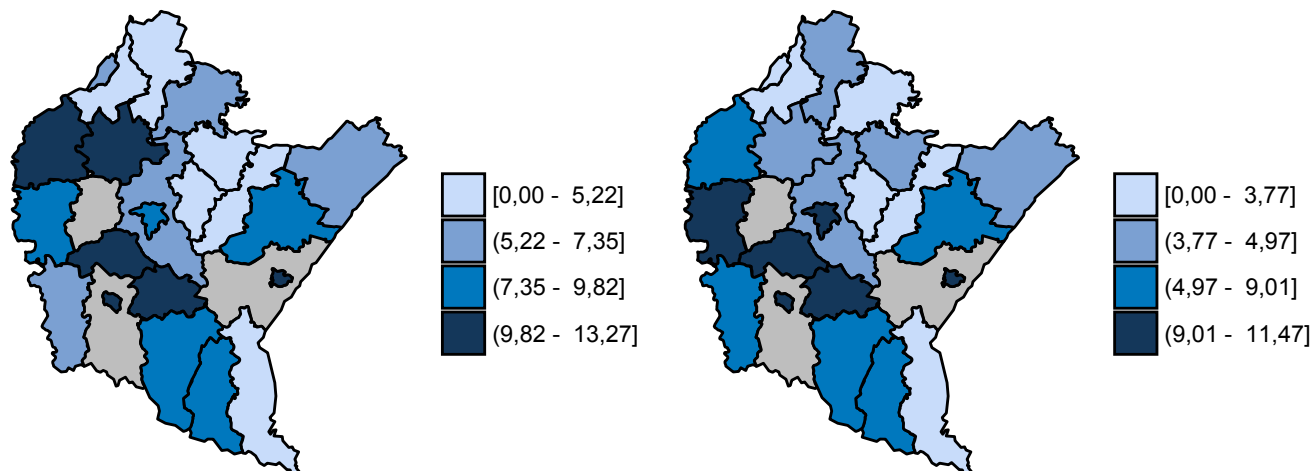 [0,00 - 5,22]
(5,22 - 7,35]
(7,35 - 9,82]
(9,82 - 13,27]
[0,00 - 3,77]
(3,77 - 4,97]
(4,97 - 9,01]
(9,01 - 11,47]